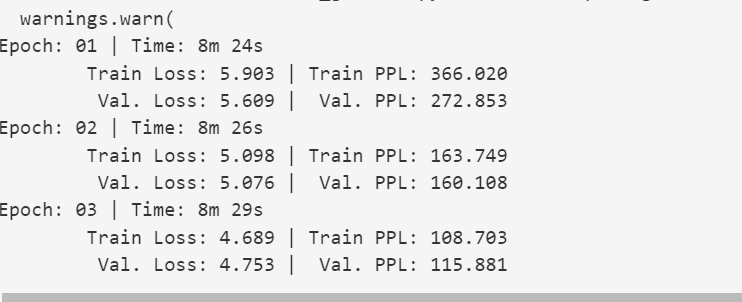 warnings.warn(
Epoch: 01 | Time: 8m 24s
Train Loss: 5.903 | Train PPL: 366.020
Val. Loss: 5.609 | Val. PPL: 272.853
Epoch: 02 | Time: 8m 26s
Train Loss: 5.098 | Train PPL: 163.749
Val. Loss: 5.076 | Val. PPL: 160.108
Epoch: 03 | Time: 8m 29s
Train Loss: 4.689 | Train PPL: 108.703
Val. Loss: 4.753 | Val. PPL: 115.881